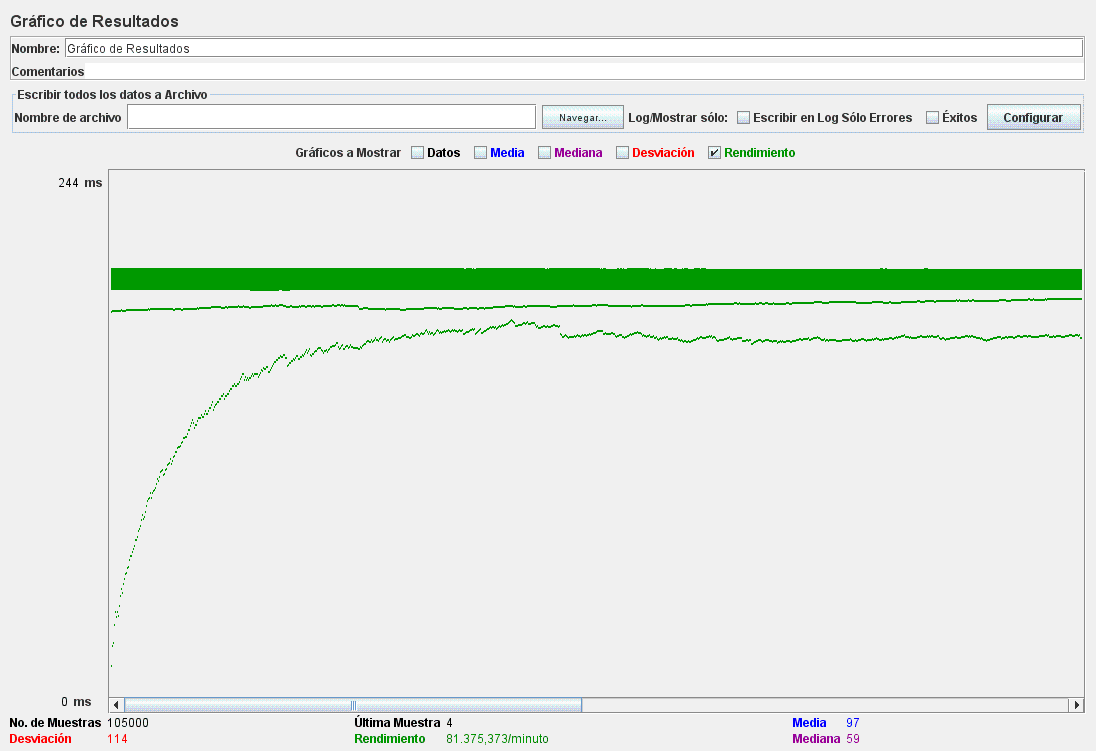 Gráfico de Resultados
Nombre: Gráfico de Resultados
Comentarios
Escribir todos los datos a Archivo
Nombre de archivo Navegar... Log/Mostrar sólo: Escribir en Log Sólo Errores Éxitos Configurar
Gráficos a Mostrar Datos Media Mediana Desviación Rendimiento
244 ms
0 ms
No. de Muestras 105000 Última Muestra 4 Media 97
Desviación 114 Rendimiento 81.375,373/minuto Mediana 59